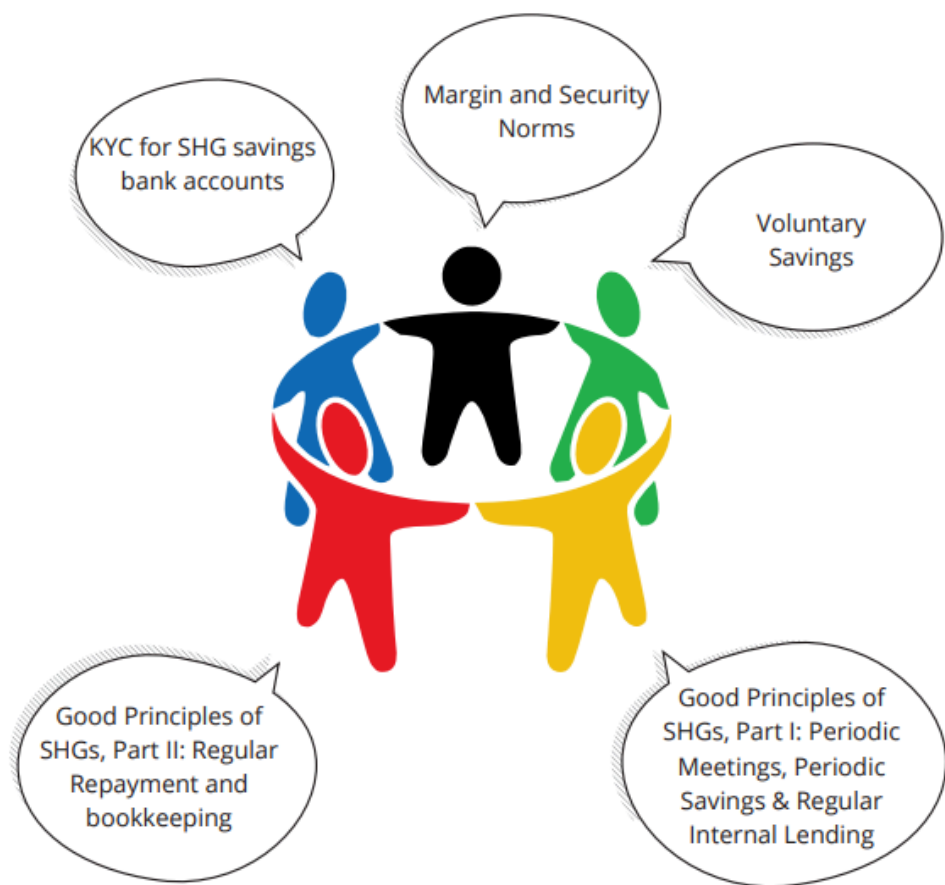 Margin and Security
Norms
KYC for SHG savings
bank accounts
Voluntary
Savings
Good Principles of
SHGs, Part II: Regular
Repayment and
bookkeeping
Good Principles of
SHGs, Part I: Periodic
Meetings, Periodic
Savings & Regular
Internal Lending